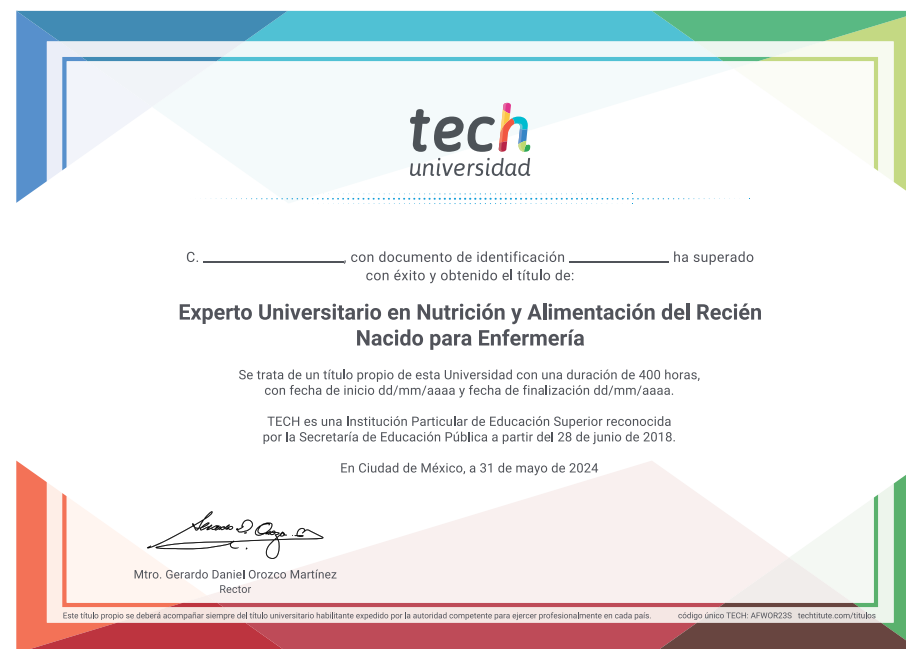 tech
universidad
C. ____________, con documento de identificación ____________ ha superado
con éxito y obtenido el título de:
Experto Universitario en Nutrición y Alimentación del Recién
Nacido para Enfermería
Se trata de un título propio de esta Universidad con una duración de 400 horas,
con fecha de inicio dd/mm/aaaa y fecha de finalización dd/mm/aaaa.
TECH es una Institución Particular de Educación Superior reconocida
por la Secretaría de Educación Pública a partir del 28 de junio de 2018.
En Ciudad de México, a 31 de mayo de 2024
Mtro. Gerardo Daniel Orozco Martínez
Rector
Este título propio se deberá acompañar siempre del título universitario habilitante expedido por la autoridad competente para ejercer profesionalmente en cada país. código único TECH: AFWOR23S techtitute.com/titulos